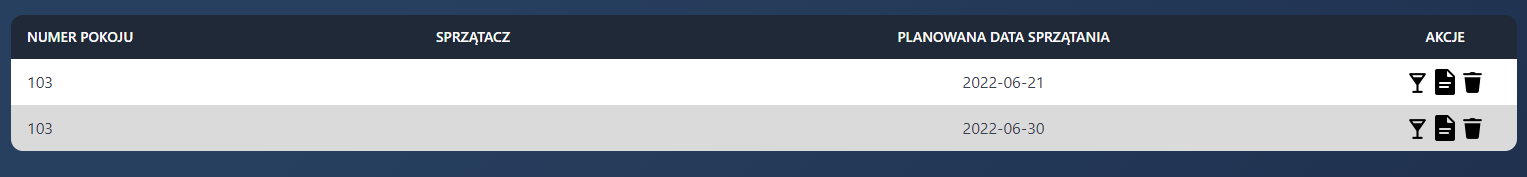 NUMER POKOJU SPRZĄTACZ PLANOWANA DATA SPRZĄTANIA AKCJE
103 2022-06-21
103 2022-06-30